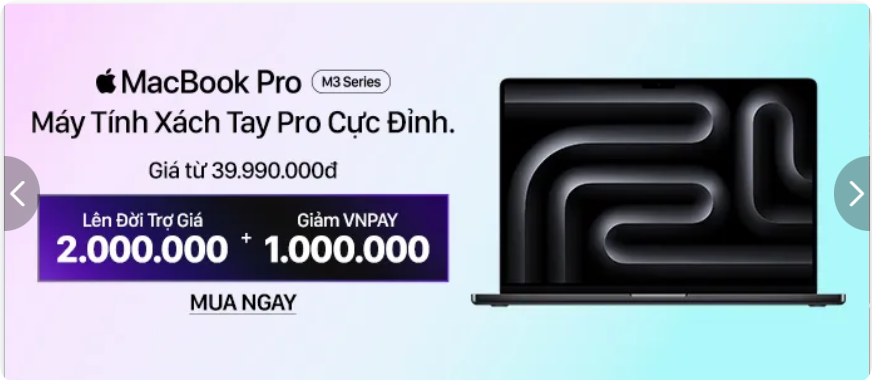 MacBook Pro M3 Series
Máy Tính Xách Tay Pro Cực Đỉnh.
Giá từ 39.990.000đ
Lên Đời Trợ Giá
2.000.000
+
Giảm VNPAY
1.000.000
MUA NGAY